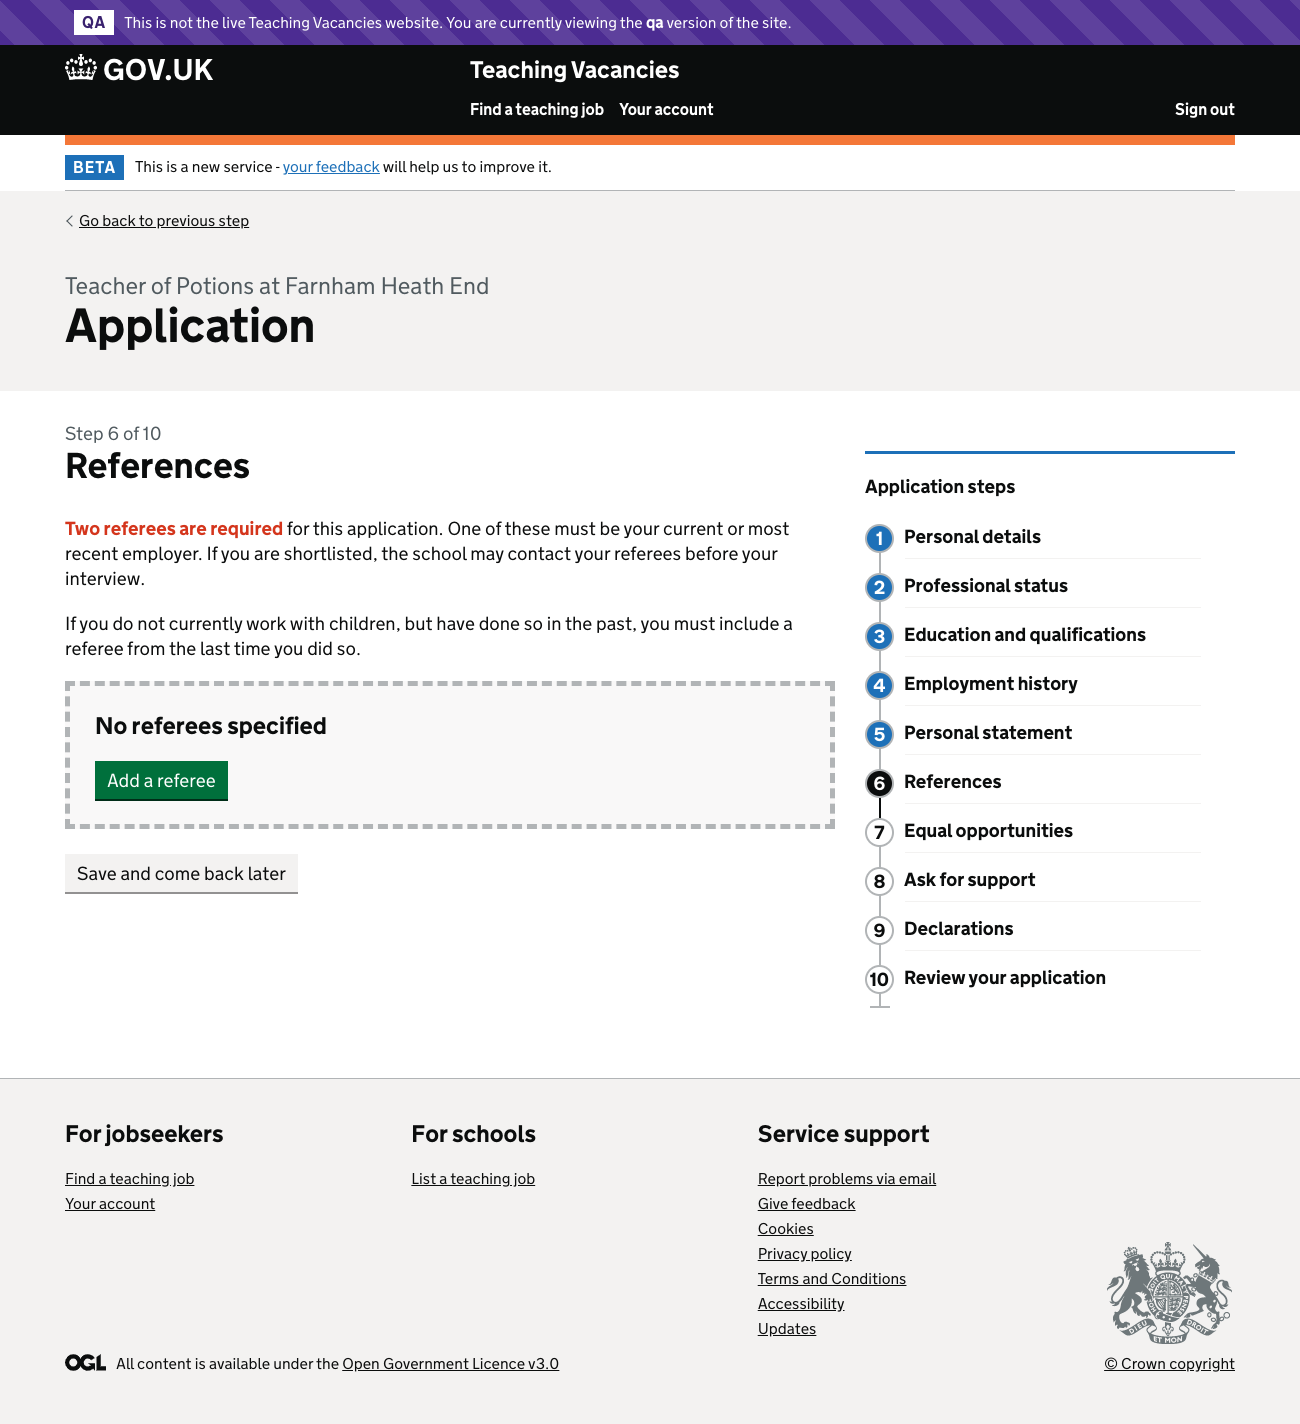 QA This is not the live Teaching Vacancies website. You are currently viewing the qa version of the site.
GOV.UK Teaching Vacancies
Find a teaching job Your account Sign out
BETA This is a new service - your feedback will help us to improve it.
Go back to previous step
Teacher of Potions at Farnham Heath End
Application
Step 6 of 10
References
Two referees are required for this application. One of these must be your current or most
recent employer. If you are shortlisted, the school may contact your referees before your
interview.
If you do not currently work with children, but have done so in the past, you must include a
referee from the last time you did so.
No referees specified
Add a referee
Save and come back later
Application steps
1 Personal details
2 Professional status
3 Education and qualifications
4 Employment history
5 Personal statement
6 References
7 Equal opportunities
8 Ask for support
9 Declarations
10 Review your application
For jobseekers
Find a teaching job
Your account
For schools
List a teaching job
Service support
Report problems via email
Give feedback
Cookies
Privacy policy
Terms and Conditions
Accessibility
Updates
DIEU ET MON DROIT
OGL All content is available under the Open Government Licence v3.0
© Crown copyright